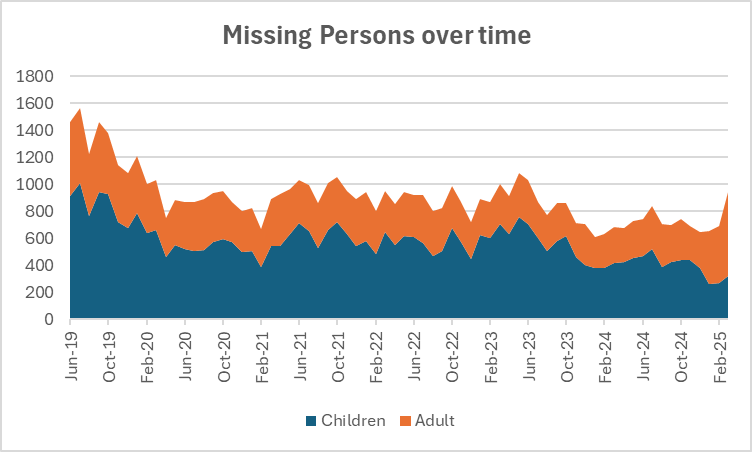 Missing Persons over time
1800
1600
1400
1200
1000
800
600
400
200
0
Jun-19
Oct-19
Feb-20
Jun-20
Oct-20
Feb-21
Jun-21
Oct-21
Feb-22
Jun-22
Oct-22
Feb-23
Jun-23
Oct-23
Feb-24
Jun-24
Oct-24
Feb-25
Children Adult